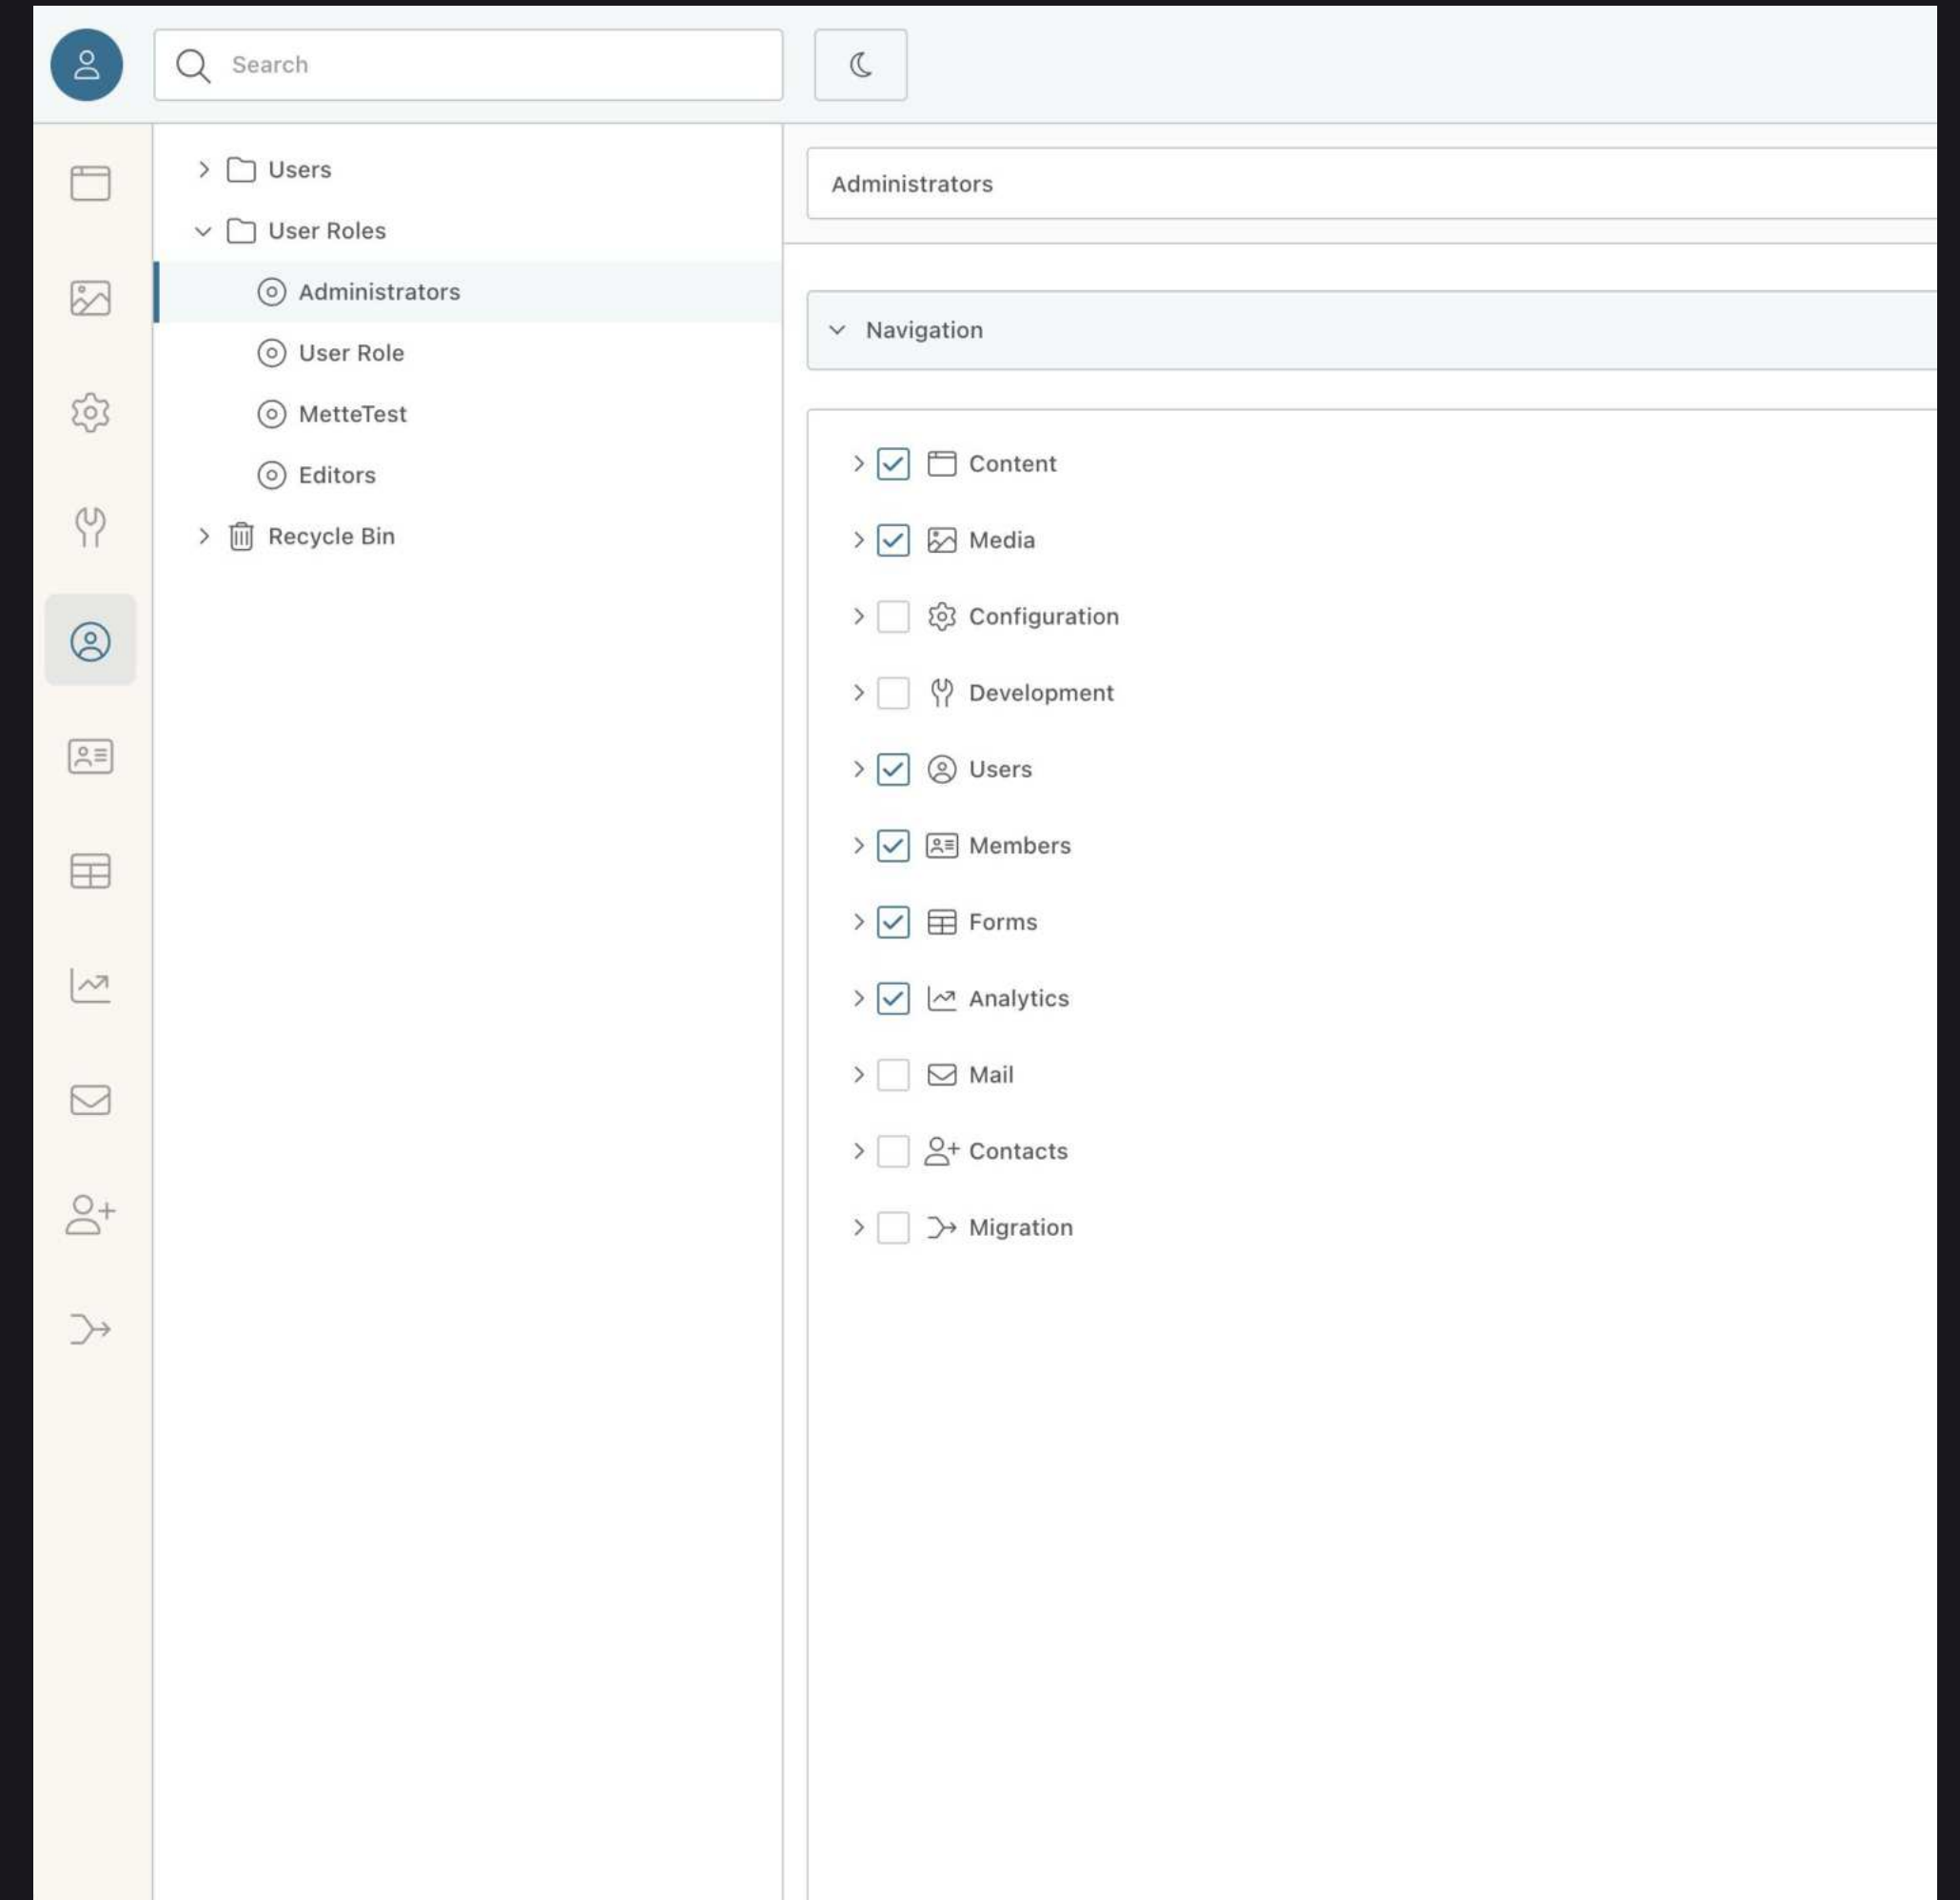 Search
Users
User Roles
Administrators
User Role
MetteTest
Editors
Recycle Bin
Administrators
Navigation
Content
Media
Configuration
Development
Users
Members
Forms
Analytics
Mail
Contacts
Migration